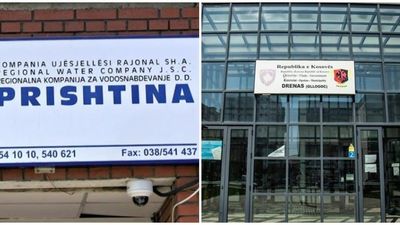 KOMPANIA UJËSJELLËSI RAJONAL SH.A.
REGIONAL WATER COMPANY J.S.C.
REGIONALNA KOMPANIJA ZA VODOSNABDEVANJE D.D.
PRISHTINA
54 10 10, 540 621 Fax: 038/541 437
Republika e Kosovës
DRENAS (GLLOGOC)